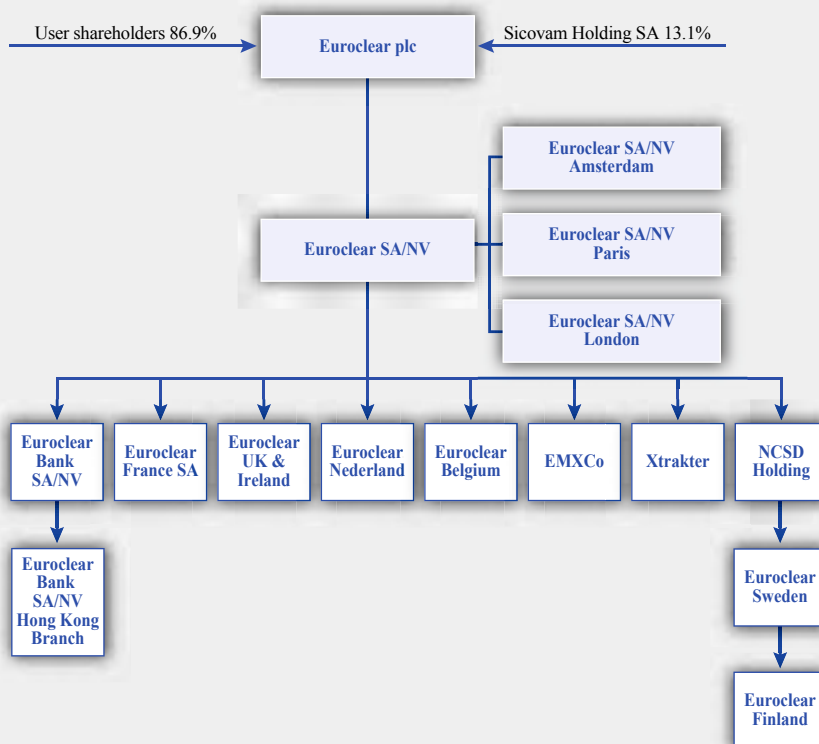 User shareholders 86.9%
Euroclear plc
Sicovam Holding SA 13.1%
Euroclear SA/NV
Amsterdam
Euroclear SA/NV
Euroclear SA/NV
Paris
Euroclear SA/NV
London
Euroclear
Bank
SA/NV
Euroclear
France SA
Euroclear
UK &
Ireland
Euroclear
Nederland
Euroclear
Belgium
EMXCo
Xtrakter
NCSD
Holding
Euroclear
Bank
SA/NV
Hong Kong
Branch
Euroclear
Sweden
Euroclear
Finland